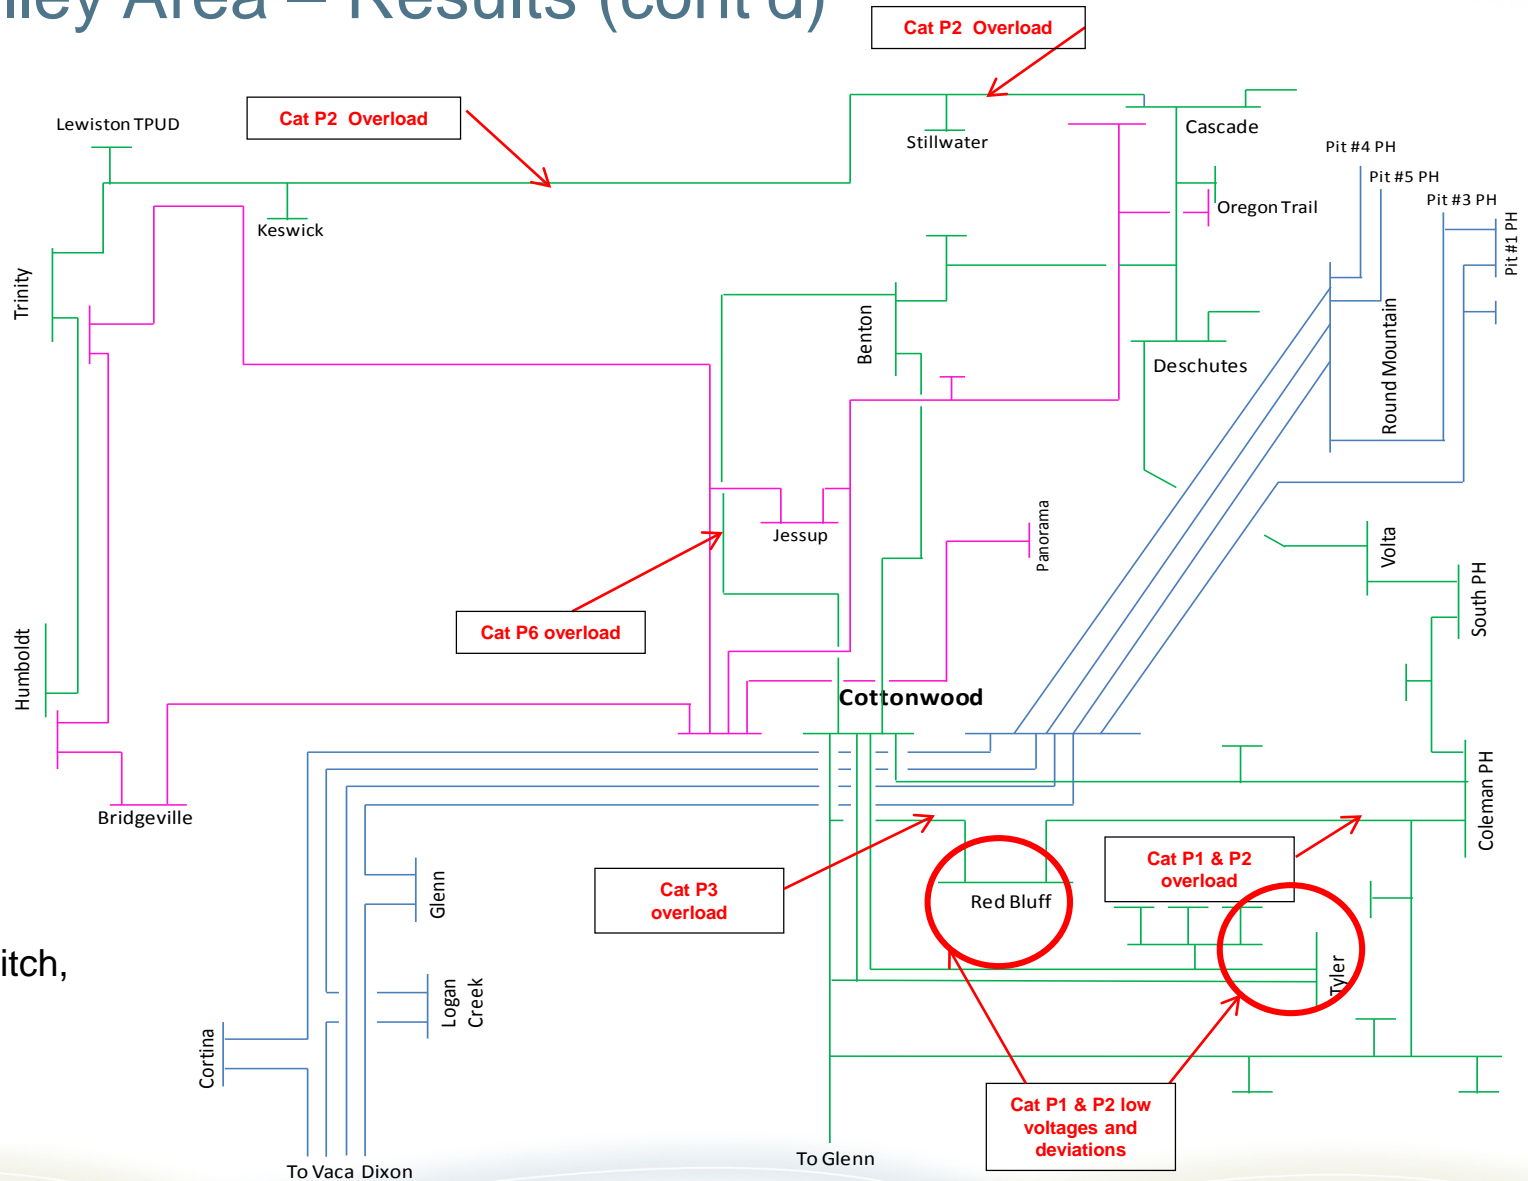 lley Area – Results (cont'd)
Cat P2 Overload
Cat P2 Overload
Lewiston TPUD
Stillwater
Cascade
Pit #4 PH
Pit #5 PH
Pit #3 PH
Pit #1 PH
Oregon Trail
Keswick
Trinity
Benton
Deschutes
Round Mountain
Jessup
Panorama
Volta
South PH
Cat P6 overload
Humboldt
Cottonwood
Bridgeville
Coleman PH
Cat P1 & P2
overload
Cat P3
overload
Glenn
Red Bluff
itch,
Tyler
Logan
Creek
Cortina
Cat P1 & P2 low
voltages and
deviations
To Glenn
To Vaca Dixon